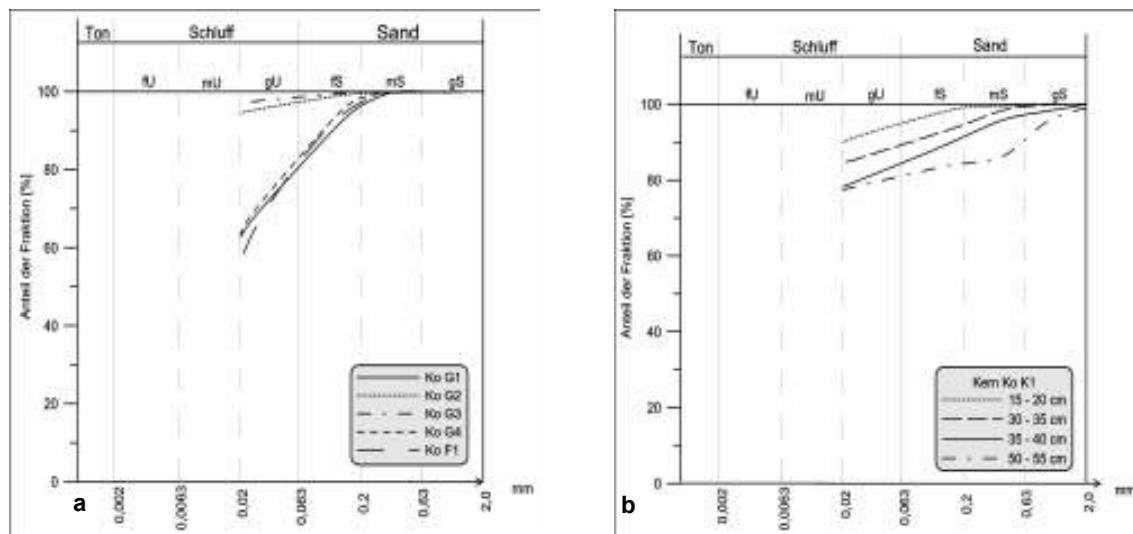 Ton Schluff Sand
fU mU gU fS mS gS
Anteil der Fraktion [%]
100
80
60
40
20
0
Ko G1
Ko G2
Ko G3
Ko G4
Ko F1
0,002 0,0063 0,02 0,063 0,2 0,63 2,0 mm
a
Ton Schluff Sand
fU mU gU fS mS gS
Anteil der Fraktion [%]
100
80
60
40
20
0
Kern Ko K1
15 - 20 cm
30 - 35 cm
35 - 40 cm
50 - 55 cm
0,002 0,0063 0,02 0,063 0,2 0,63 2,0 mm
b